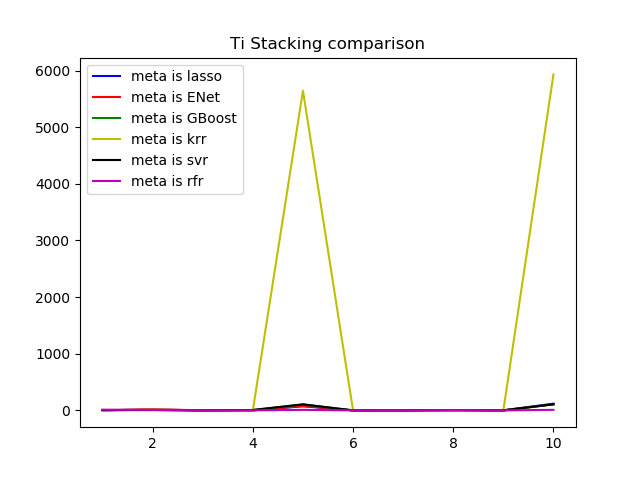 Ti Stacking comparison
meta is lasso
meta is ENet
meta is GBoost
meta is krr
meta is svr
meta is rfr
6000
5000
4000
3000
2000
1000
0
2 4 6 8 10